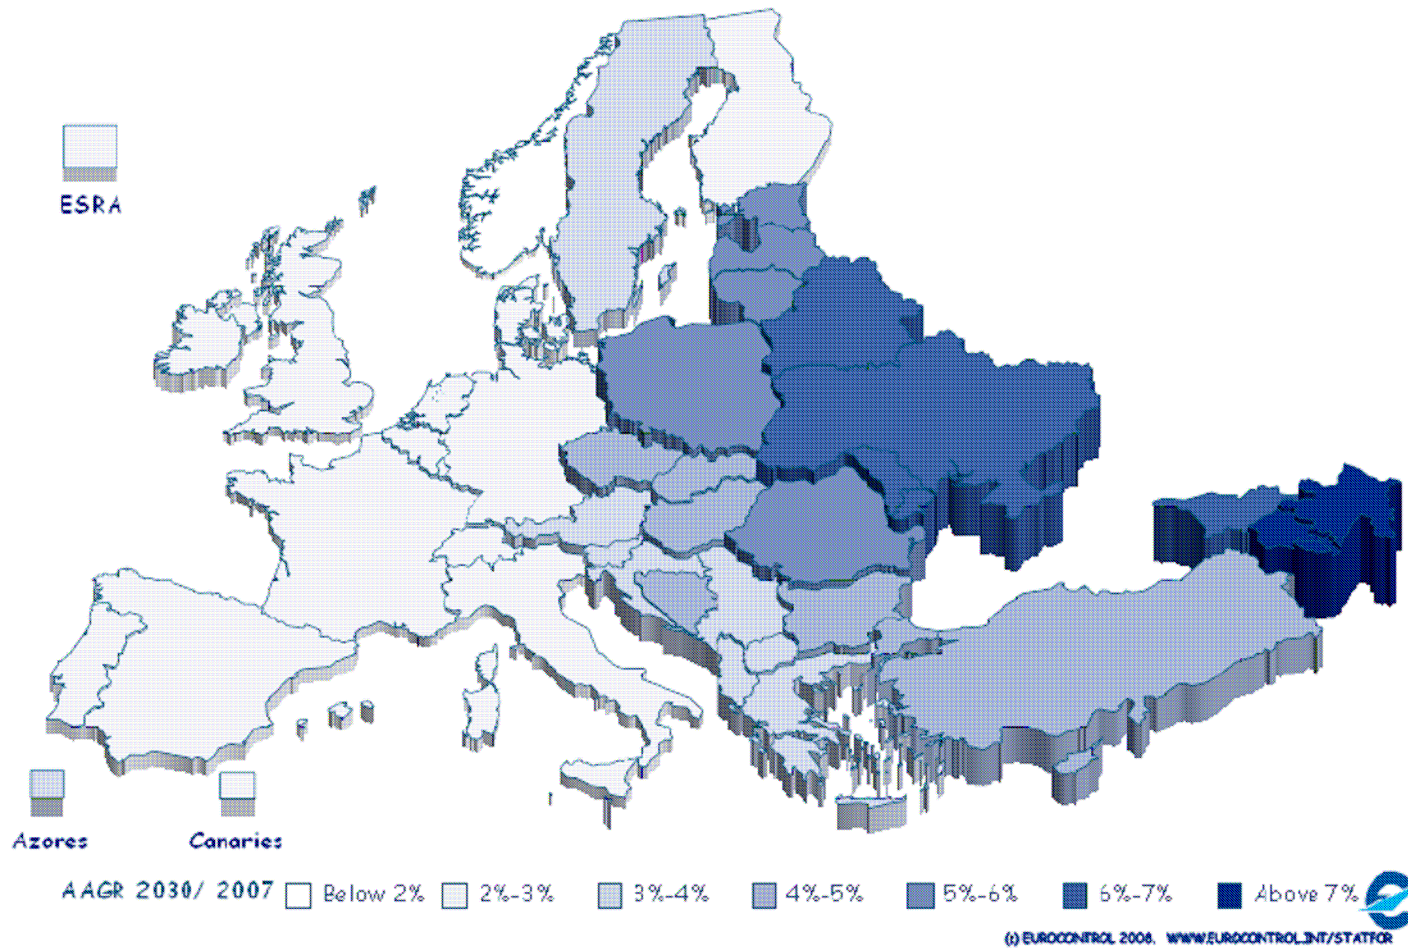 ESRA
Azores
Canaries
AAGR 2030/ 2007
Below 2%
2%-3%
3%-4%
4%-5%
5%-6%
6%-7%
Above 7%
(c) EUROCONTROL 2008. WWW.EUROCONTROL.INT/STATFOR